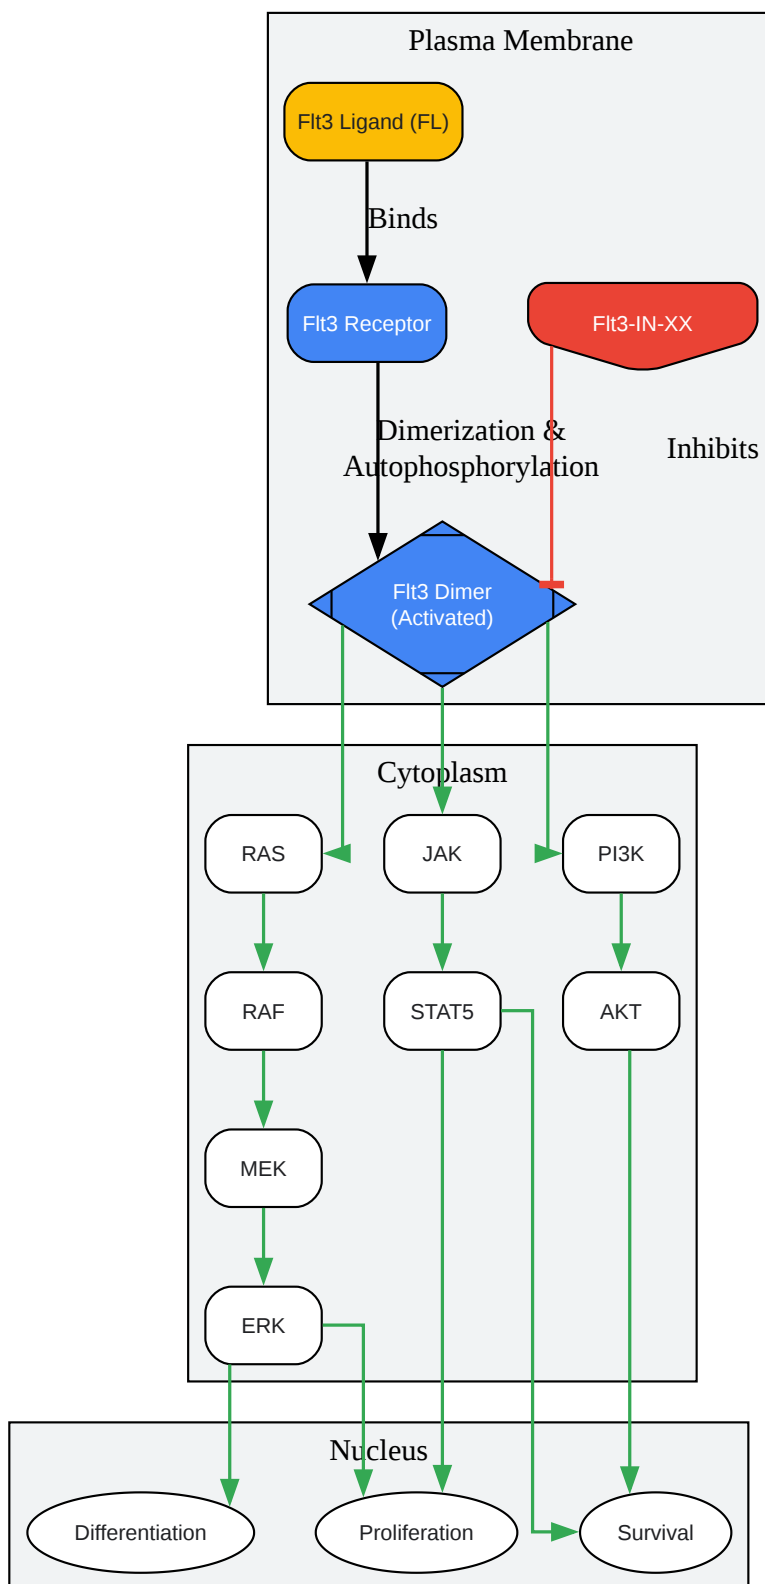 Plasma Membrane
Flt3 Ligand (FL)
Binds
Flt3 Receptor
Flt3-IN-XX
Dimerization &
Autophosphorylation
Inhibits
Flt3 Dimer
(Activated)
Cytoplasm
RAS
JAK
PI3K
RAF
STAT5
AKT
MEK
ERK
Nucleus
Differentiation
Proliferation
Survival